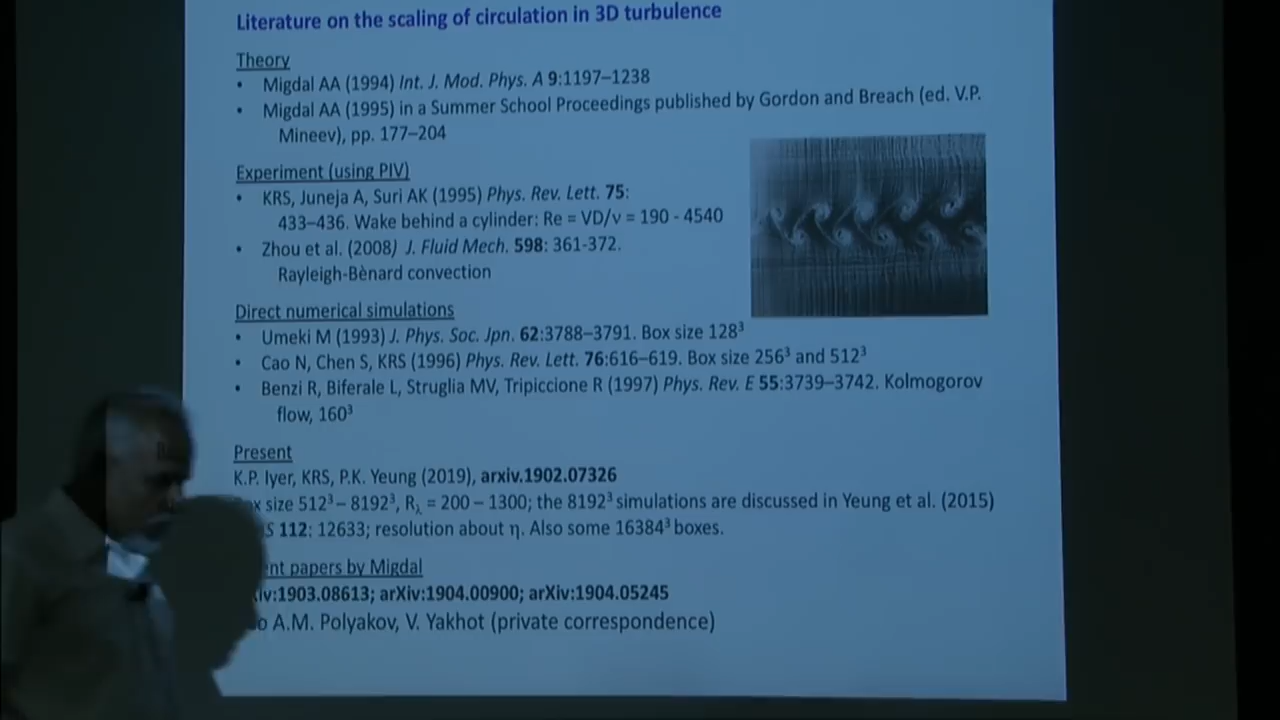 Literature on the scaling of circulation in 3D turbulence
Theory
• Migdal AA (1994) Int. J. Mod. Phys. A 9:1197–1238
• Migdal AA (1995) in a Summer School Proceedings published by Gordon and Breach (ed. V.P.
Mineev), pp. 177–204
Experiment (using PIV)
• KRS, Juneja A, Suri AK (1995) Phys. Rev. Lett. 75:
433–436. Wake behind a cylinder: Re = VD/ν = 190 - 4540
• Zhou et al. (2008) J. Fluid Mech. 598: 361-372.
Rayleigh-Bènard convection
Direct numerical simulations
• Umeki M (1993) J. Phys. Soc. Jpn. 62:3788–3791. Box size 128³
• Cao N, Chen S, KRS (1996) Phys. Rev. Lett. 76:616–619. Box size 256³ and 512³
• Benzi R, Biferale L, Struglia MV, Tripiccione R (1997) Phys. Rev. E 55:3739–3742. Kolmogorov
flow, 160³
Present
K.P. Iyer, KRS, P.K. Yeung (2019), arxiv.1902.07326
size 512³ – 8192³, Rλ = 200 – 1300; the 8192³ simulations are discussed in Yeung et al. (2015)
112: 12633; resolution about η. Also some 16384³ boxes.
papers by Migdal
:1903.08613; arXiv:1904.00900; arXiv:1904.05245
A.M. Polyakov, V. Yakhot (private correspondence)